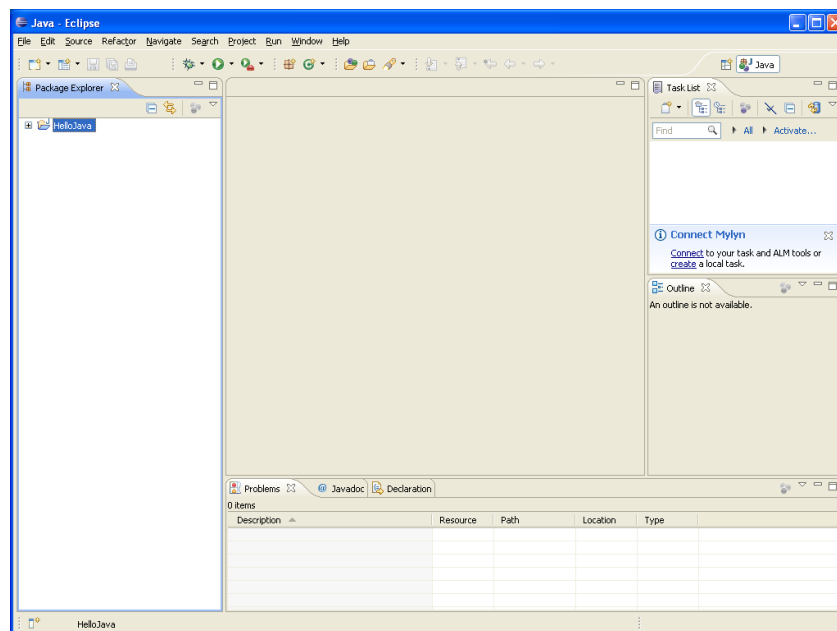 Java - Eclipse
File Edit Source Refactor Navigate Search Project Run Window Help
Java
Package Explorer
HelloJava
Task List
Find All Activate...
Connect Mylyn
Connect to your task and ALM tools or
create a local task.
Outline
An outline is not available.
Problems @ Javadoc Declaration
0 items
Description Resource Path Location Type
HelloJava